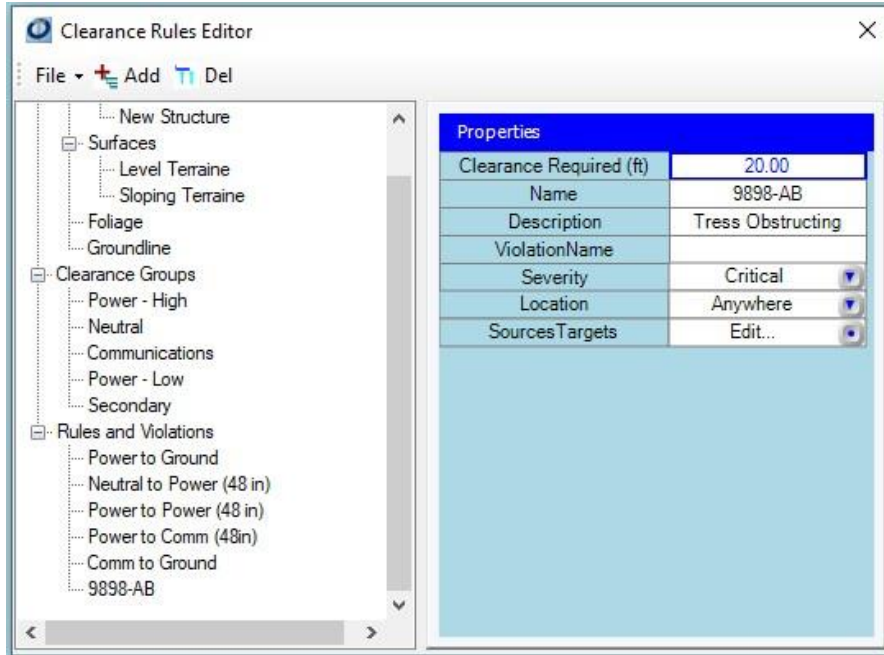 Clearance Rules Editor
File Add Del
New Structure
Surfaces
Level Terraine
Sloping Terraine
Foliage
Groundline
Clearance Groups
Power - High
Neutral
Communications
Power - Low
Secondary
Rules and Violations
Power to Ground
Neutral to Power (48 in)
Power to Power (48 in)
Power to Comm (48in)
Comm to Ground
9898-AB
Properties
Clearance Required (ft) 20.00
Name 9898-AB
Description Tress Obstructing
ViolationName
Severity Critical
Location Anywhere
SourcesTargets Edit...